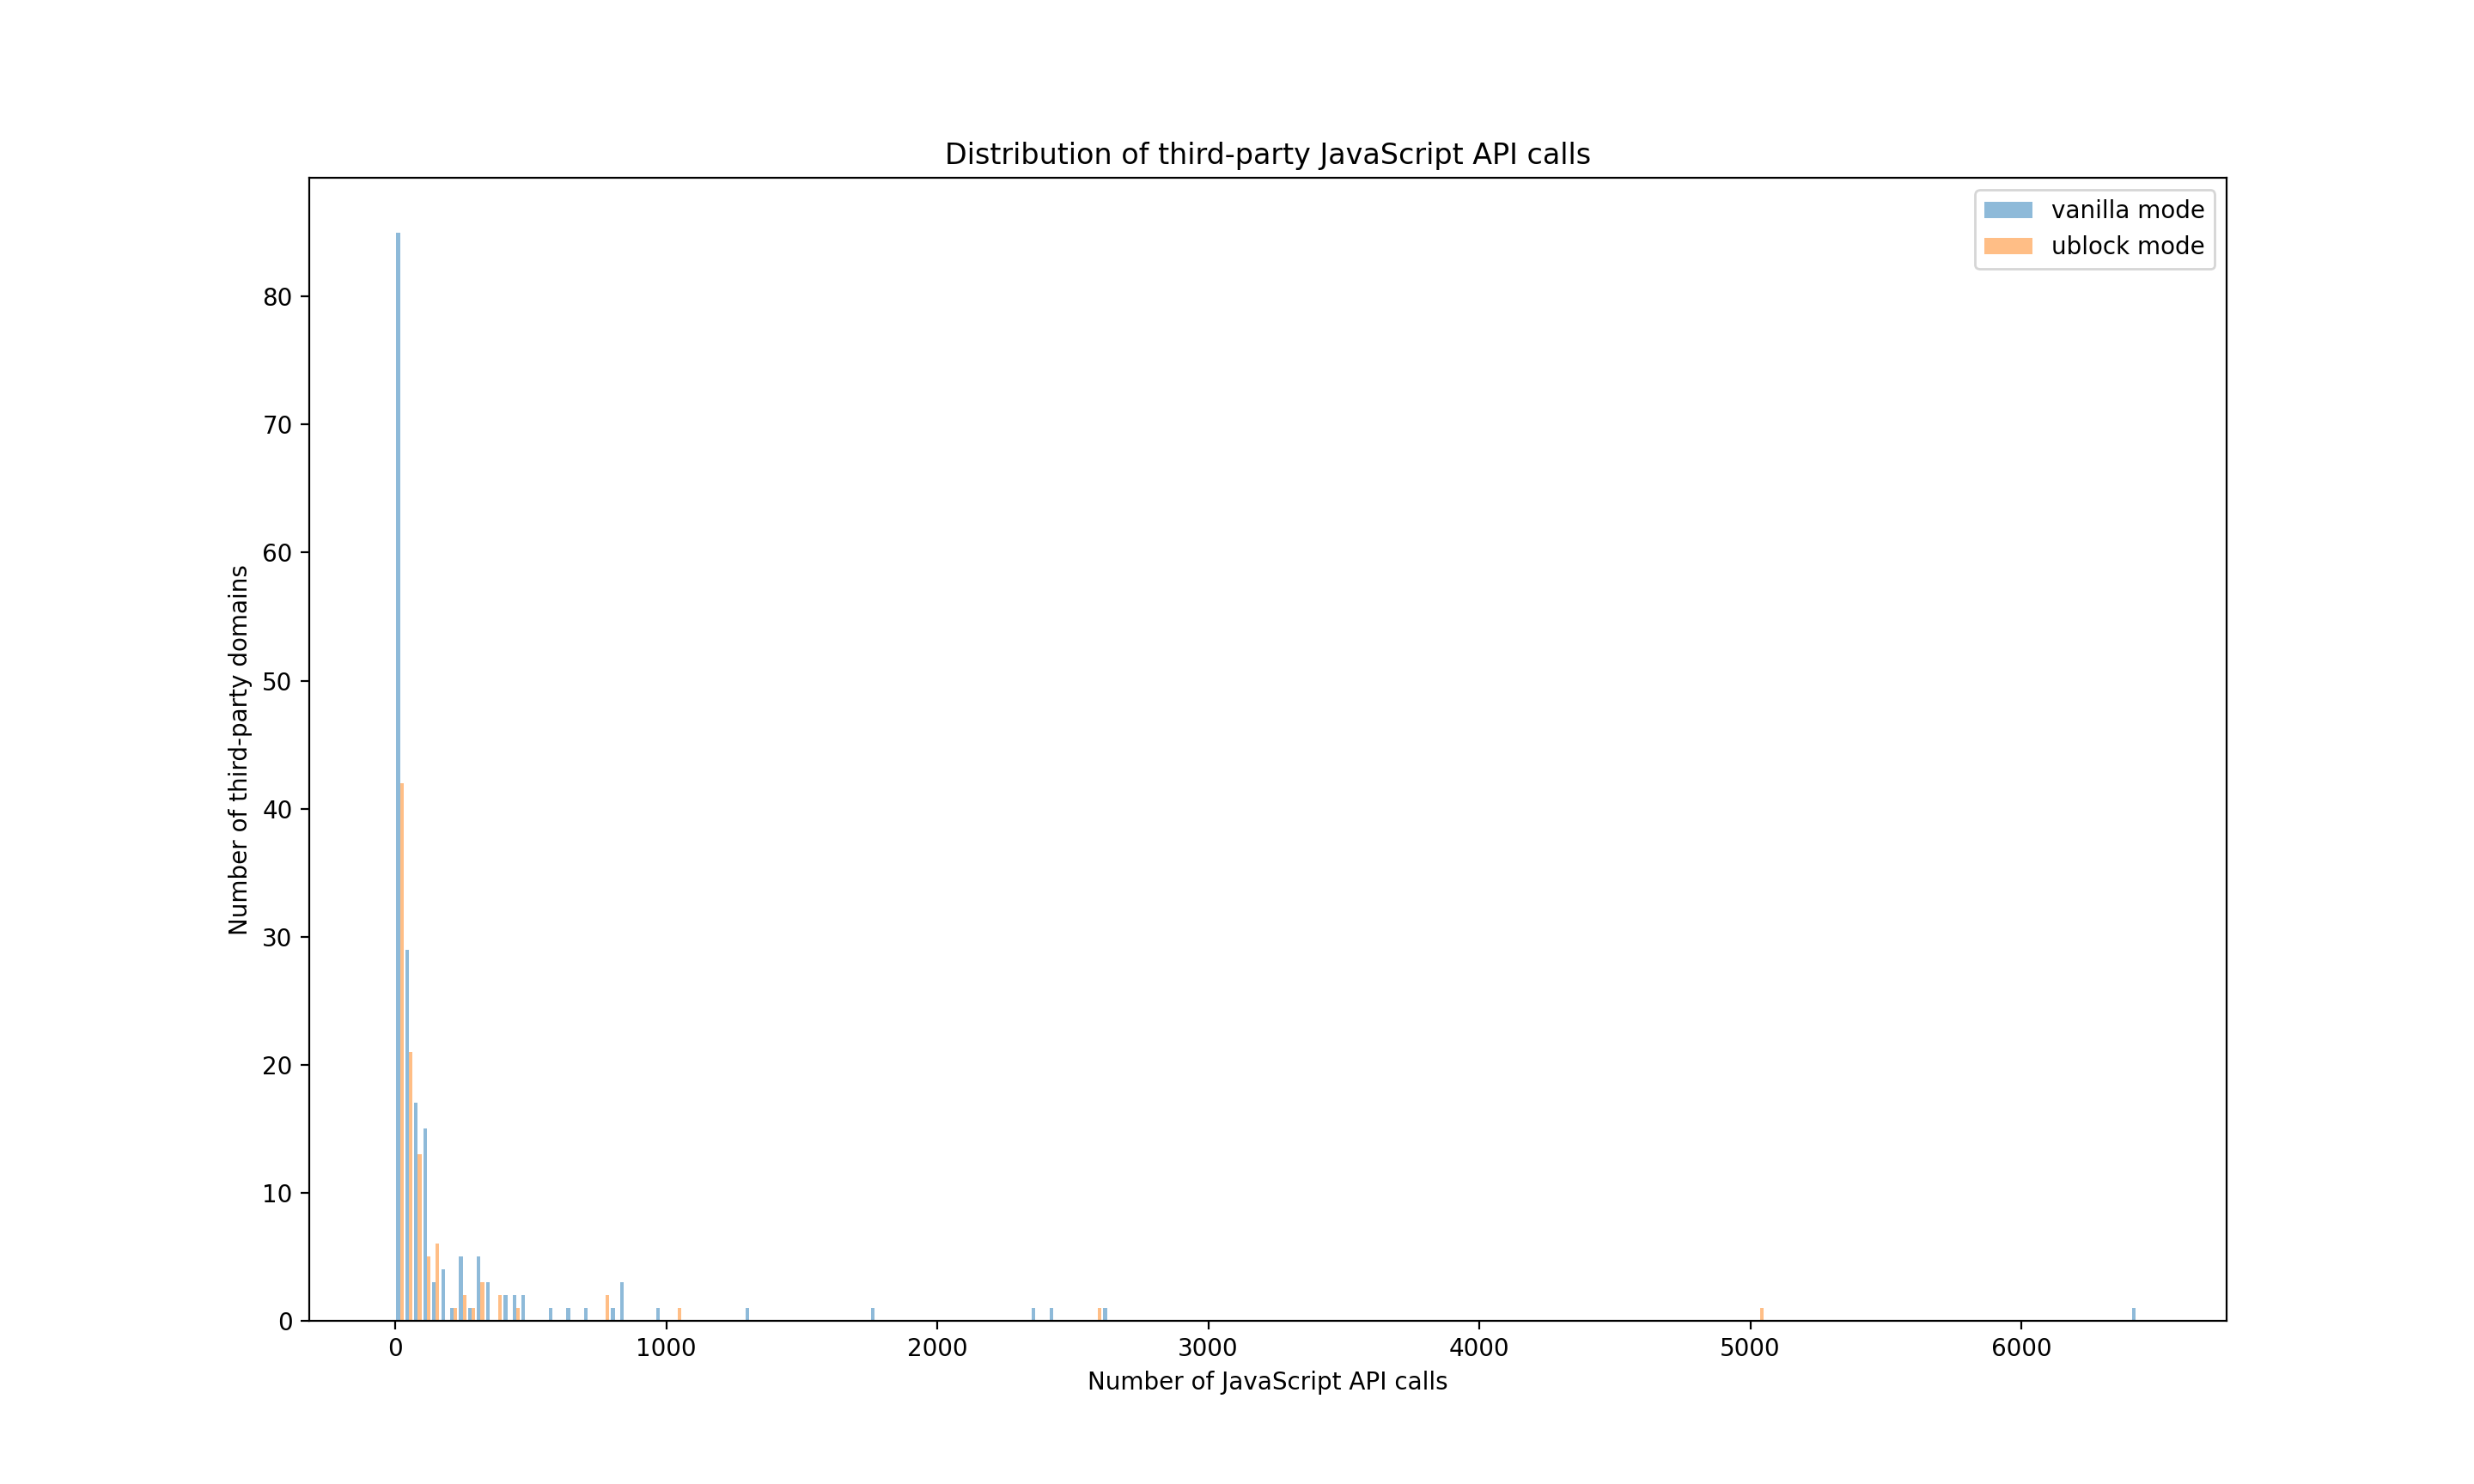 Distribution of third-party JavaScript API calls
vanilla mode
ublock mode
Number of third-party domains
80
70
60
50
40
30
20
10
0
0 1000 2000 3000 4000 5000 6000
Number of JavaScript API calls